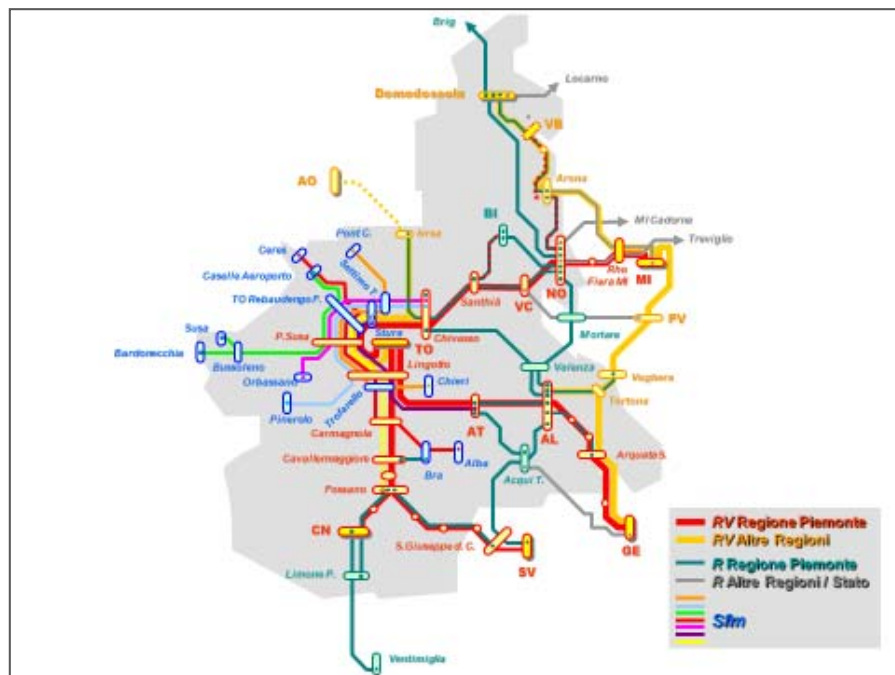 Brig
Locarno
Domodossola
VB
AO
Arona
Ivrea
BI
MI Cadorna
Pont C.
Treviglio
Ceres
Settimo T.
NO
Rho
Fiera MI
MI
Caselle Aeroporto
Santhià
VC
TO Rebaudengo F.
PV
Susa
P.Susa
Stura
TO
Chivasso
Mortara
Bardonecchia
Bussoleno
Lingotto
Valenza
Orbassano
Chieri
Voghera
Pinerolo
Trofarello
Tortona
Carmagnola
AT
AL
Cavallermaggiore
Bra
Alba
Acqui T.
Arquata S.
Fossano
CN
S.Giuseppe d. C.
SV
GE
Limone P.
Ventimiglia
RV Regione Piemonte
RV Altre Regioni
R Regione Piemonte
R Altre Regioni / Stato
Sfm